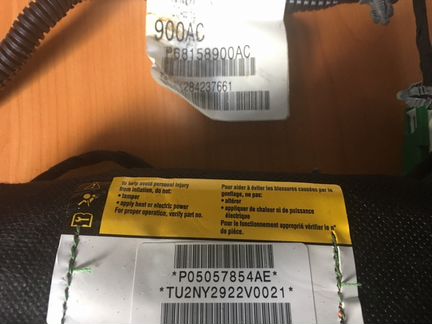 900AC
P68158900AC
284237661
To help avoid personal injury
from inflation, do not:
• tamper
• apply heat or electric power
For proper operation, verify part no.
Pour aider à éviter les blessures causées par le
gonflage, ne pas:
• altérer
• appliquer de chaleur ni de puissance
électrique
Pour le fonctionnement approprié vérifier le n°
de pièce.
*P05057854AE*
*TU2NY2922V0021*